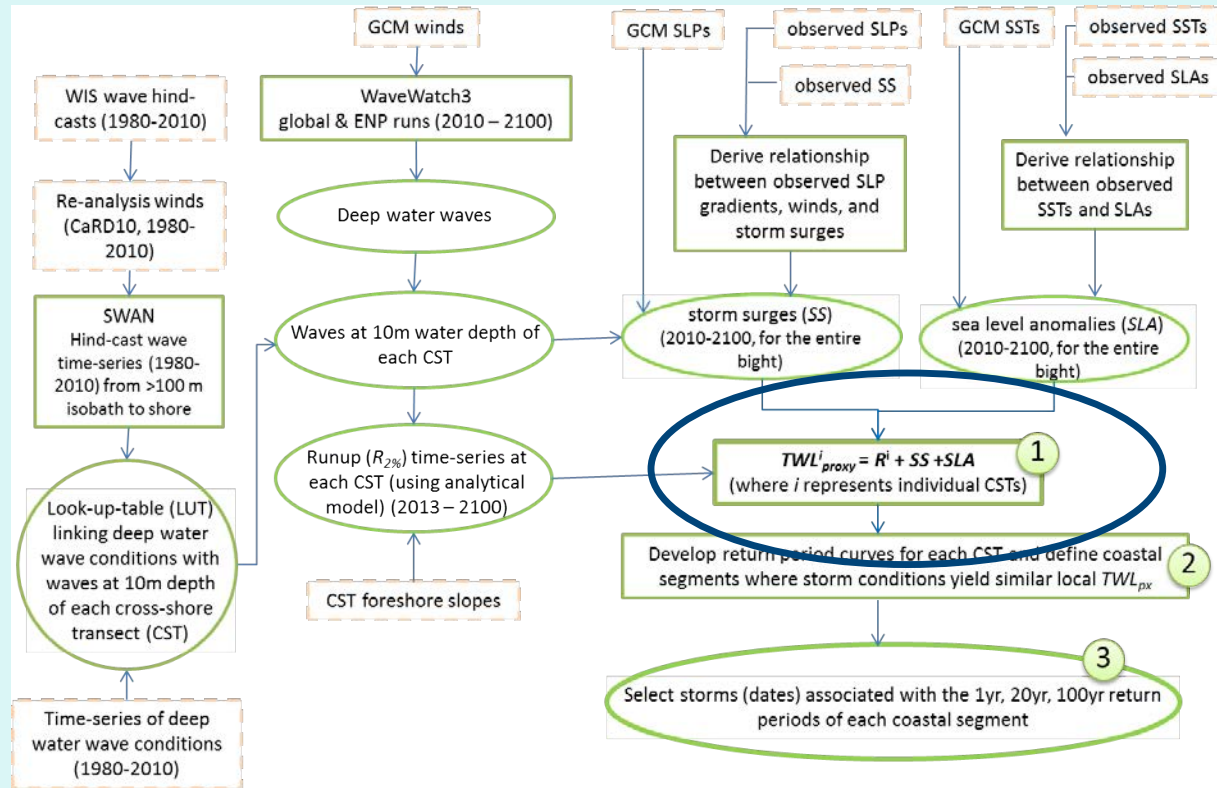 GCM winds
GCM SLPs
observed SLPs
observed SS
GCM SSTs
observed SSTs
observed SLAs
WIS wave hind-
casts (1980-2010)
WaveWatch3
global & ENP runs (2010 – 2100)
Derive relationship
between observed SLP
gradients, winds, and
storm surges
Derive relationship
between observed
SSTs and SLAs
Re-analysis winds
(CaRD10, 1980-
2010)
Deep water waves
SWAN
Hind-cast wave
time-series (1980-
2010) from >100 m
isobath to shore
Waves at 10m water depth of
each CST
storm surges (SS)
(2010-2100, for the entire
bight)
sea level anomalies (SLA)
(2010-2100, for the entire
bight)
Runup (R2%) time-series at
each CST (using analytical
model) (2013 – 2100)
TWL^i_proxy = R^i + SS +SLA
(where i represents individual CSTs)
1
Look-up-table (LUT)
linking deep water
wave conditions with
waves at 10m depth
of each cross-shore
transect (CST)
CST foreshore slopes
Develop return period curves for each CST and define coastal
segments where storm conditions yield similar local TWLpx
2
3
Select storms (dates) associated with the 1yr, 20yr, 100yr return
periods of each coastal segment
Time-series of deep
water wave conditions
(1980-2010)